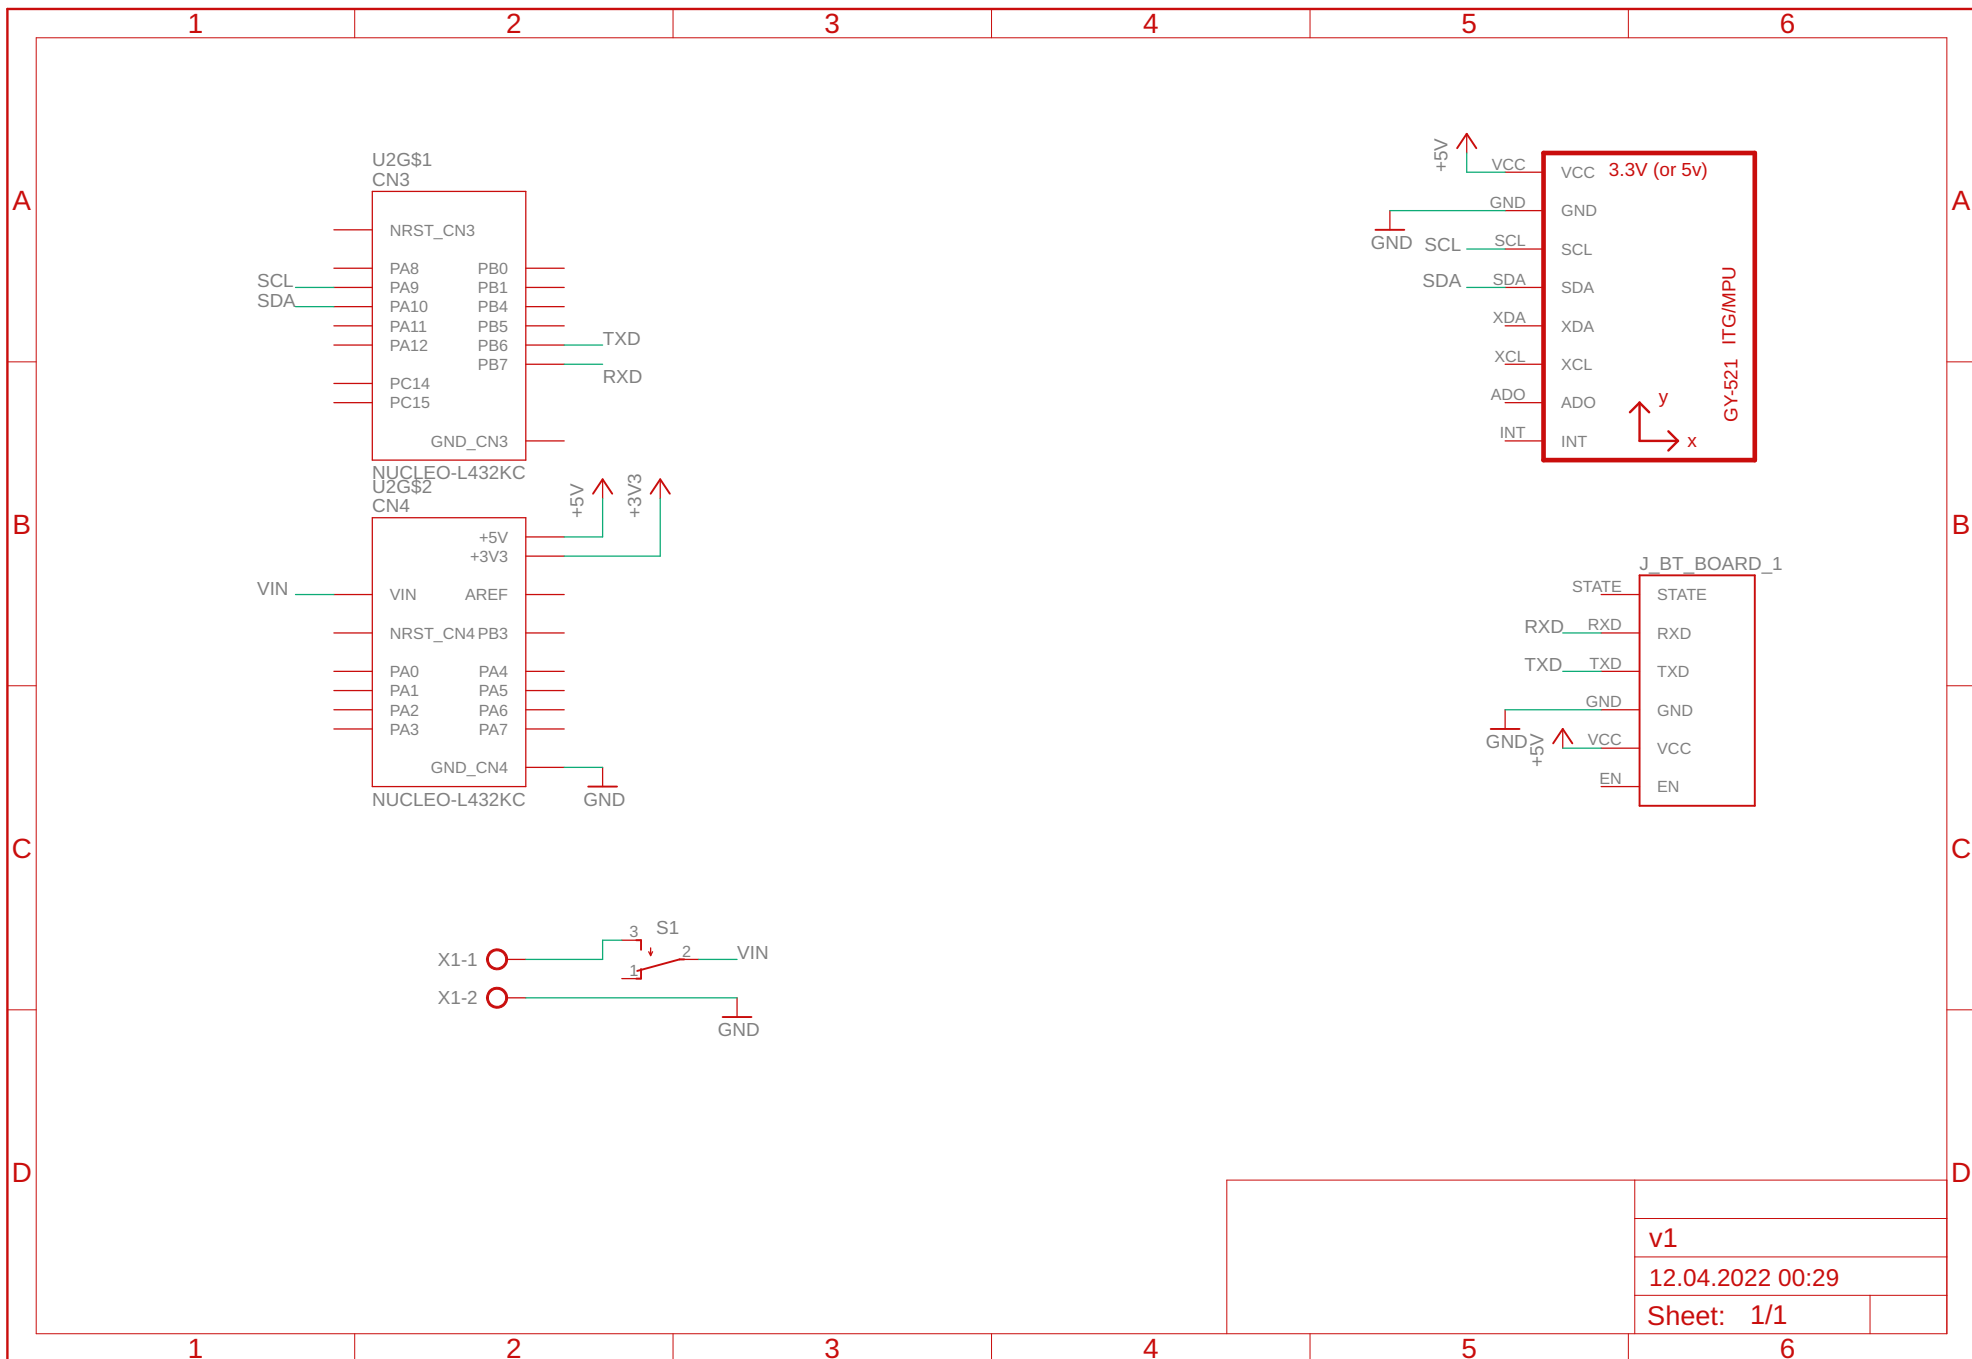 1 2 3 4 5 6
A
B
C
D
A
B
C
D
U2G$1
CN3
NRST_CN3
PA8 PB0
SCL PA9 PB1
SDA PA10 PB4
PA11 PB5
PA12 PB6 TXD
PB7 RXD
PC14
PC15
GND_CN3
NUCLEO-L432KC
U2G$2
CN4
+5V
+3V3
+5V
+3V3
VIN VIN AREF
NRST_CN4 PB3
PA0 PA4
PA1 PA5
PA2 PA6
PA3 PA7
GND_CN4
NUCLEO-L432KC
GND
+5V
VCC VCC 3.3V (or 5v)
GND GND
GND
SCL SCL SCL
SDA SDA SDA
XDA XDA
XCL XCL
ADO ADO
INT INT
GY-521 ITG/MPU
y
x
J_BT_BOARD_1
STATE STATE
RXD RXD RXD
TXD TXD TXD
GND GND
GND
+5V
VCC VCC
EN EN
S1
3
2
1
X1-1
VIN
X1-2
GND
v1
12.04.2022 00:29
Sheet: 1/1
1 2 3 4 5 6